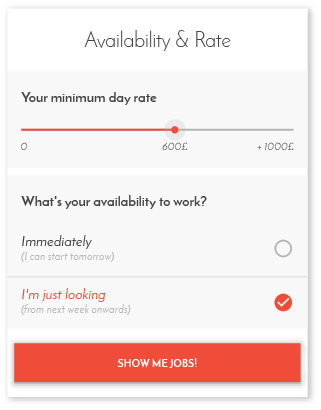 Availability & Rate
Your minimum day rate
0 600£ +1000£
What's your availability to work?
Immediately
(I can start tomorrow)
I'm just looking
(from next week onwards)
SHOW ME JOBS!